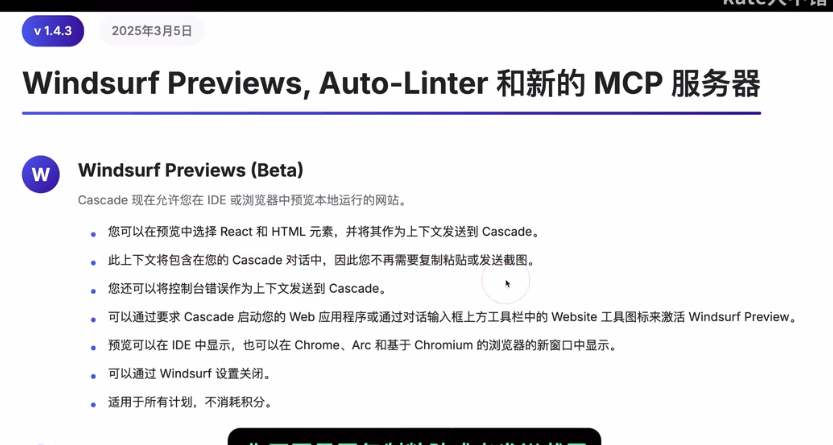 v 1.4.3
2025年3月5日
Windsurf Previews, Auto-Linter 和新的 MCP 服务器
W
Windsurf Previews (Beta)
Cascade 现在允许您在 IDE 或浏览器中预览本地运行的网站。
您可以在预览中选择 React 和 HTML 元素，并将其作为上下文发送到 Cascade。
此上下文将包含在您的 Cascade 对话中，因此您不再需要复制粘贴或发送截图。
您还可以将控制台错误作为上下文发送到 Cascade。
可以通过要求 Cascade 启动您的 Web 应用程序或通过对话输入框上方工具栏中的 Website 工具图标来激活 Windsurf Preview。
预览可以在 IDE 中显示，也可以在 Chrome、Arc 和基于 Chromium 的浏览器的新窗口中显示。
可以通过 Windsurf 设置关闭。
适用于所有计划，不消耗积分。